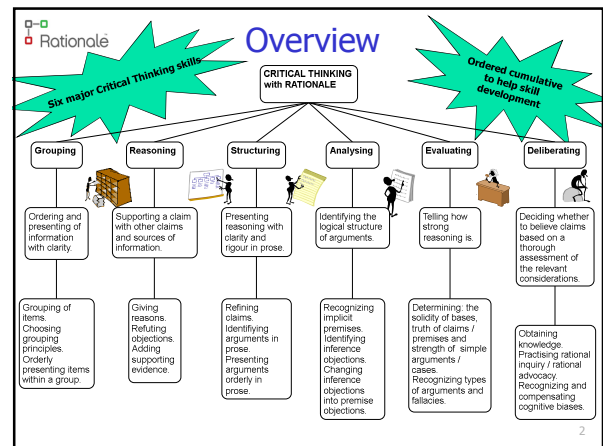 Rationale
Overview
Six major Critical Thinking skills
CRITICAL THINKING
with RATIONALE
Ordered cumulative
to help skill
development
Grouping
Reasoning
Structuring
Analysing
Evaluating
Deliberating
Ordering and
presenting of
information
with clarity.
Supporting a claim
with other claims
and sources of
information.
Presenting
reasoning with
clarity and
rigour in prose.
Identifying the
logical structure
of arguments.
Telling how
strong
reasoning is.
Deciding whether
to believe claims
based on a
thorough
assessment of
the relevant
considerations.
Grouping of
items.
Choosing
grouping
principles.
Orderly
presenting items
within a group.
Giving
reasons.
Refuting
objections.
Adding
supporting
evidence.
Refining
claims.
Identifiying
arguments in
prose.
Presenting
arguments
orderly in
prose.
Recognizing
implicit
premises.
Identifying
inference
objections.
Changing
inference
objections
into premise
objections.
Determining: the
solidity of bases,
truth of claims /
premises and
strength of simple
arguments /
cases.
Recognizing types
of arguments and
fallacies.
Obtaining
knowledge.
Practising rational
inquiry / rational
advocacy.
Recognizing and
compensating
cognitive biases.
2